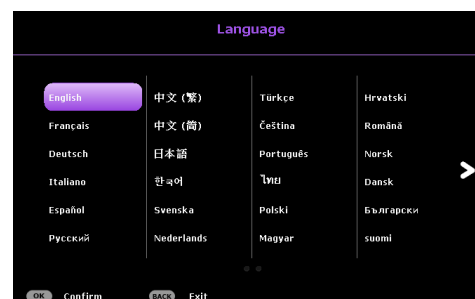 Language
English
Français
Deutsch
Italiano
Español
Русский
中文 (繁)
中文 (简)
日本語
한국어
Svenska
Nederlands
Türkçe
Čeština
Português
ไทย
Polski
Magyar
Hrvatski
Română
Norsk
Dansk
Български
suomi
OK Confirm
BACK Exit